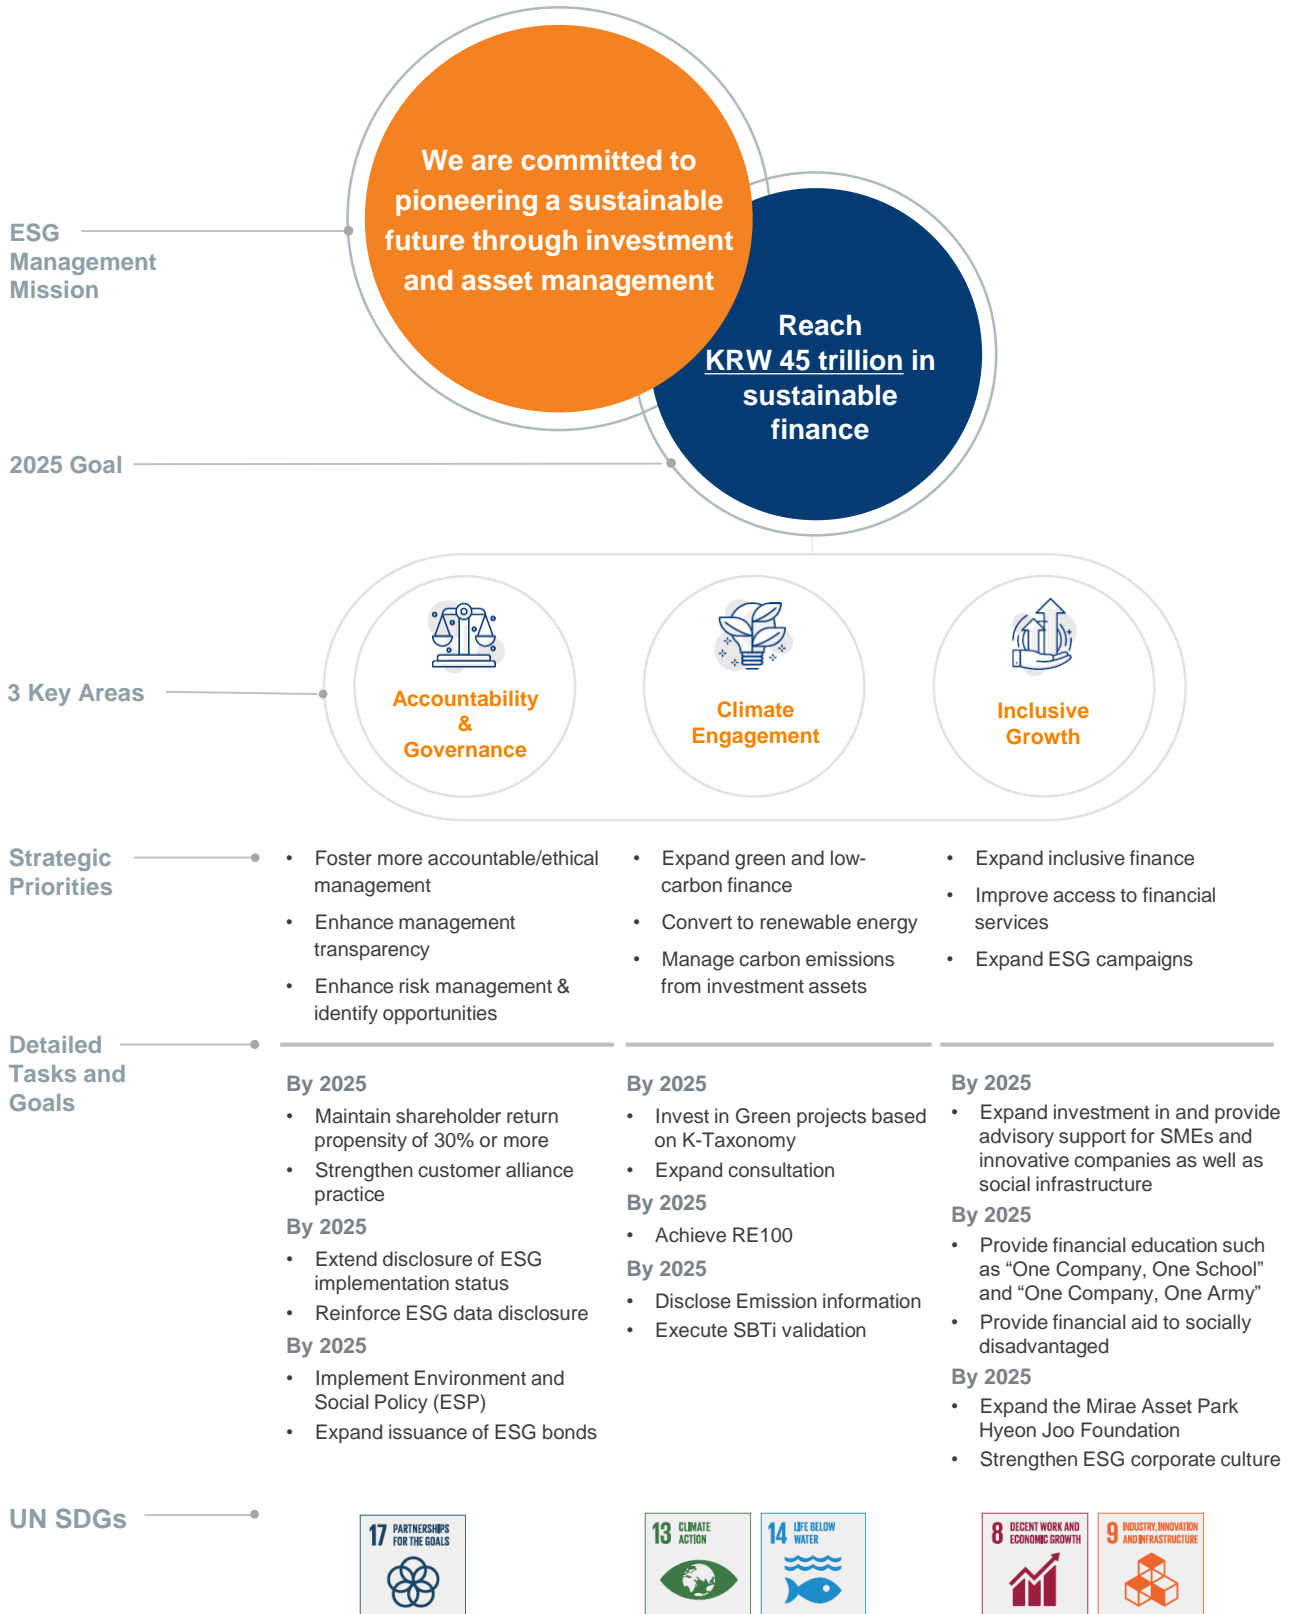 We are committed to
pioneering a sustainable
future through investment
and asset management
ESG
Management
Mission
Reach
KRW 45 trillion in
sustainable
finance
2025 Goal
3 Key Areas
Accountability
&
Governance
Climate
Engagement
Inclusive
Growth
Strategic
Priorities
• Foster more accountable/ethical
management
• Enhance management
transparency
• Enhance risk management &
identify opportunities
• Expand green and low-
carbon finance
• Convert to renewable energy
• Manage carbon emissions
from investment assets
• Expand inclusive finance
• Improve access to financial
services
• Expand ESG campaigns
Detailed
Tasks and
Goals
By 2025
• Maintain shareholder return
propensity of 30% or more
• Strengthen customer alliance
practice
By 2025
• Extend disclosure of ESG
implementation status
• Reinforce ESG data disclosure
By 2025
• Implement Environment and
Social Policy (ESP)
• Expand issuance of ESG bonds
By 2025
• Invest in Green projects based
on K-Taxonomy
• Expand consultation
By 2025
• Achieve RE100
By 2025
• Disclose Emission information
• Execute SBTi validation
By 2025
• Expand investment in and provide
advisory support for SMEs and
innovative companies as well as
social infrastructure
By 2025
• Provide financial education such
as “One Company, One School”
and “One Company, One Army”
• Provide financial aid to socially
disadvantaged
By 2025
• Expand the Mirae Asset Park
Hyeon Joo Foundation
• Strengthen ESG corporate culture
UN SDGs
17 PARTNERSHIPS
FOR THE GOALS
13 CLIMATE
ACTION
14 LIFE BELOW
WATER
8 DECENT WORK AND
ECONOMIC GROWTH
9 INDUSTRY, INNOVATION
AND INFRASTRUCTURE